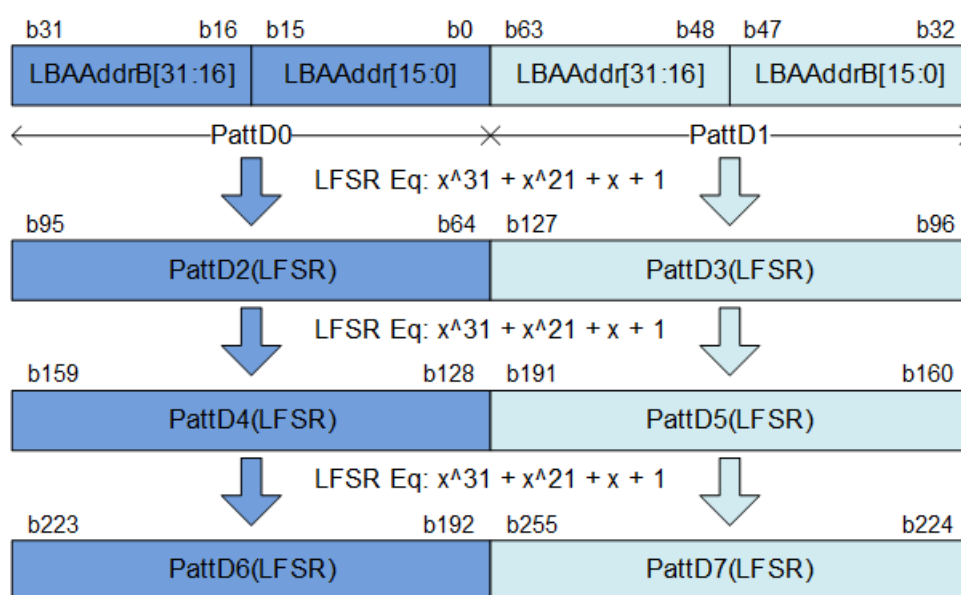 b31 b16 b15 b0 b63 b48 b47 b32
LBAAddrB[31:16] LBAAddr[15:0] LBAAddr[31:16] LBAAddrB[15:0]
PattD0 PattD1
LFSR Eq: x^31 + x^21 + x + 1
b95 b64 b127 b96
PattD2(LFSR) PattD3(LFSR)
LFSR Eq: x^31 + x^21 + x + 1
b159 b128 b191 b160
PattD4(LFSR) PattD5(LFSR)
LFSR Eq: x^31 + x^21 + x + 1
b223 b192 b255 b224
PattD6(LFSR) PattD7(LFSR)